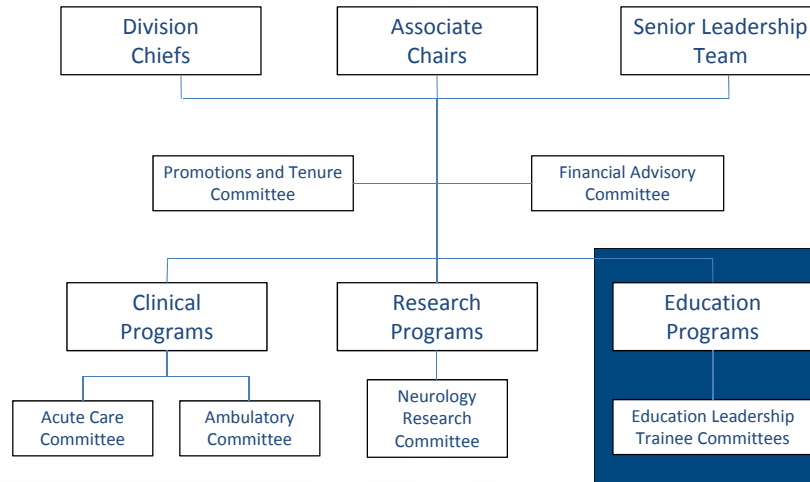 Division
Chiefs
Associate
Chairs
Senior Leadership
Team
Promotions and Tenure
Committee
Financial Advisory
Committee
Clinical
Programs
Research
Programs
Education
Programs
Acute Care
Committee
Ambulatory
Committee
Neurology
Research
Committee
Education Leadership
Trainee Committees